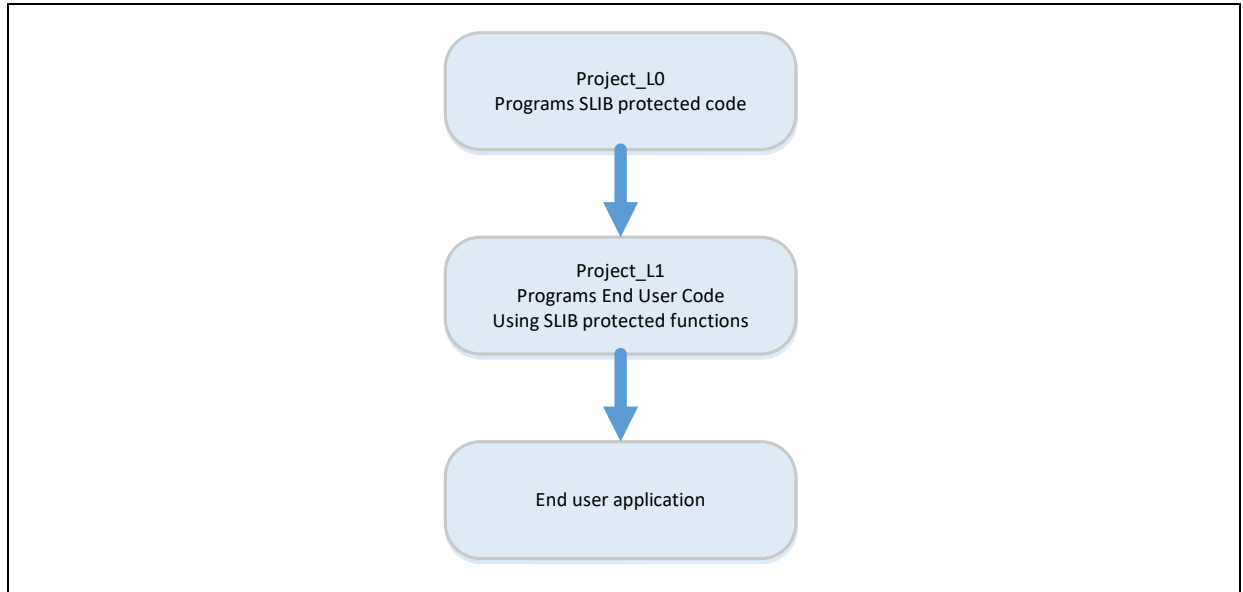 Project_L0
Programs SLIB protected code
Project_L1
Programs End User Code
Using SLIB protected functions
End user application